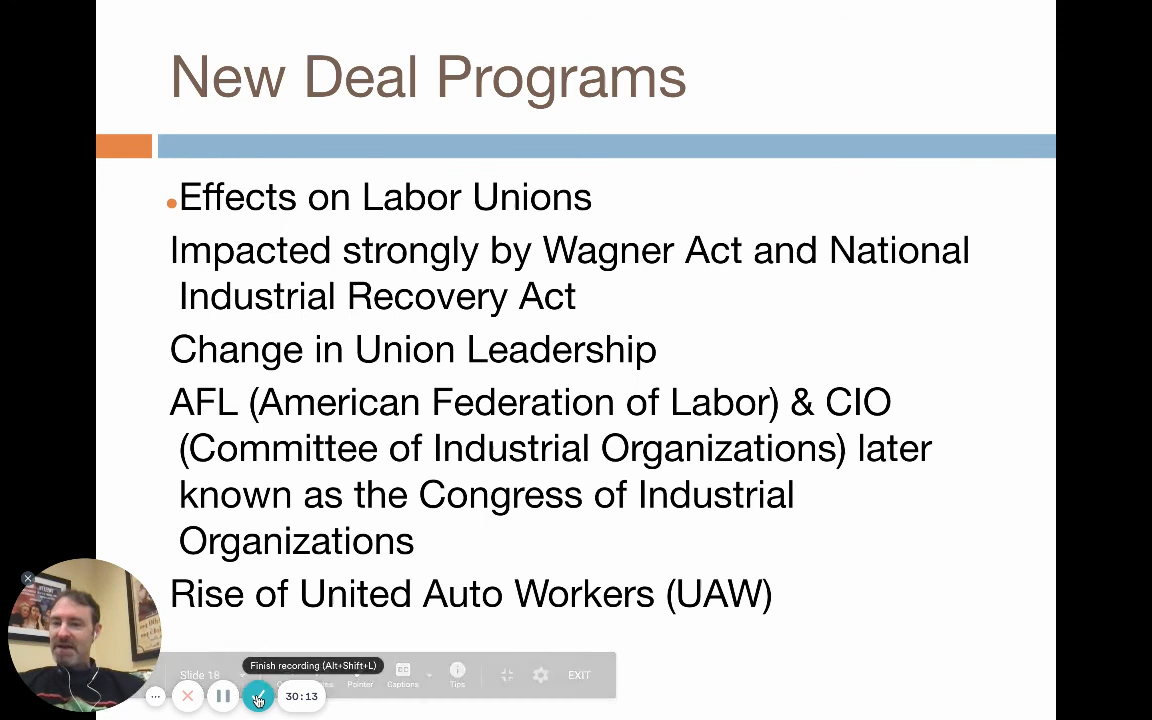 New Deal Programs
•Effects on Labor Unions
Impacted strongly by Wagner Act and National
Industrial Recovery Act
Change in Union Leadership
AFL (American Federation of Labor) & CIO
(Committee of Industrial Organizations) later
known as the Congress of Industrial
Organizations
Rise of United Auto Workers (UAW)
Finish recording (Alt+Shift+L)
Slide 18
Pointer
Captions
Tips
EXIT
30:13